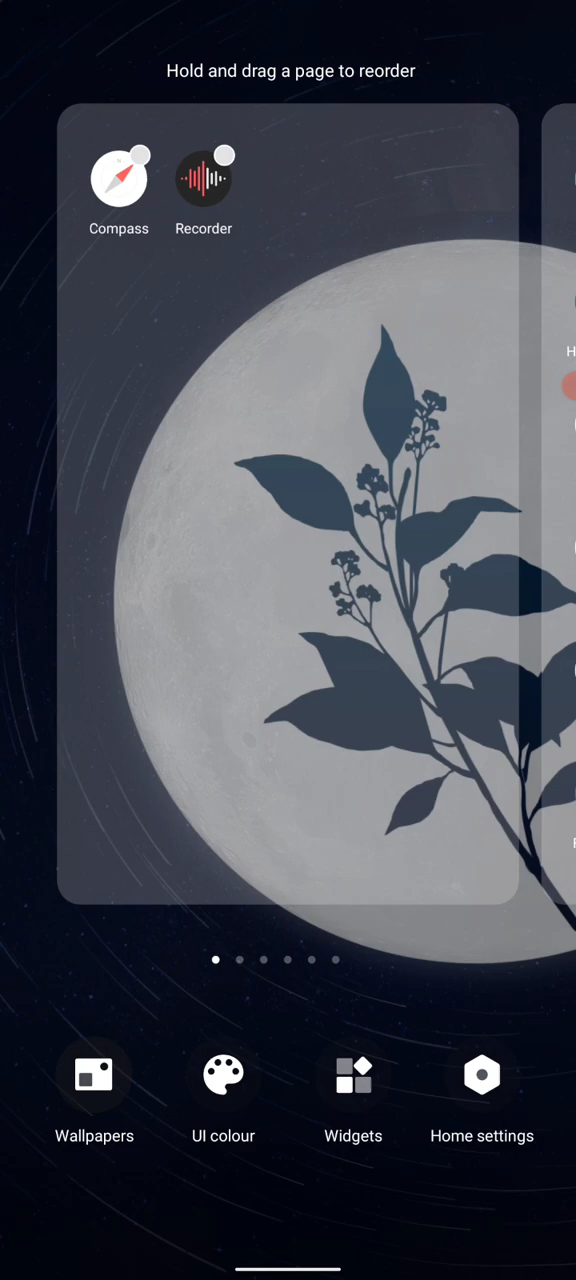 Hold and drag a page to reorder
Compass
Recorder
Wallpapers
UI colour
Widgets
Home settings